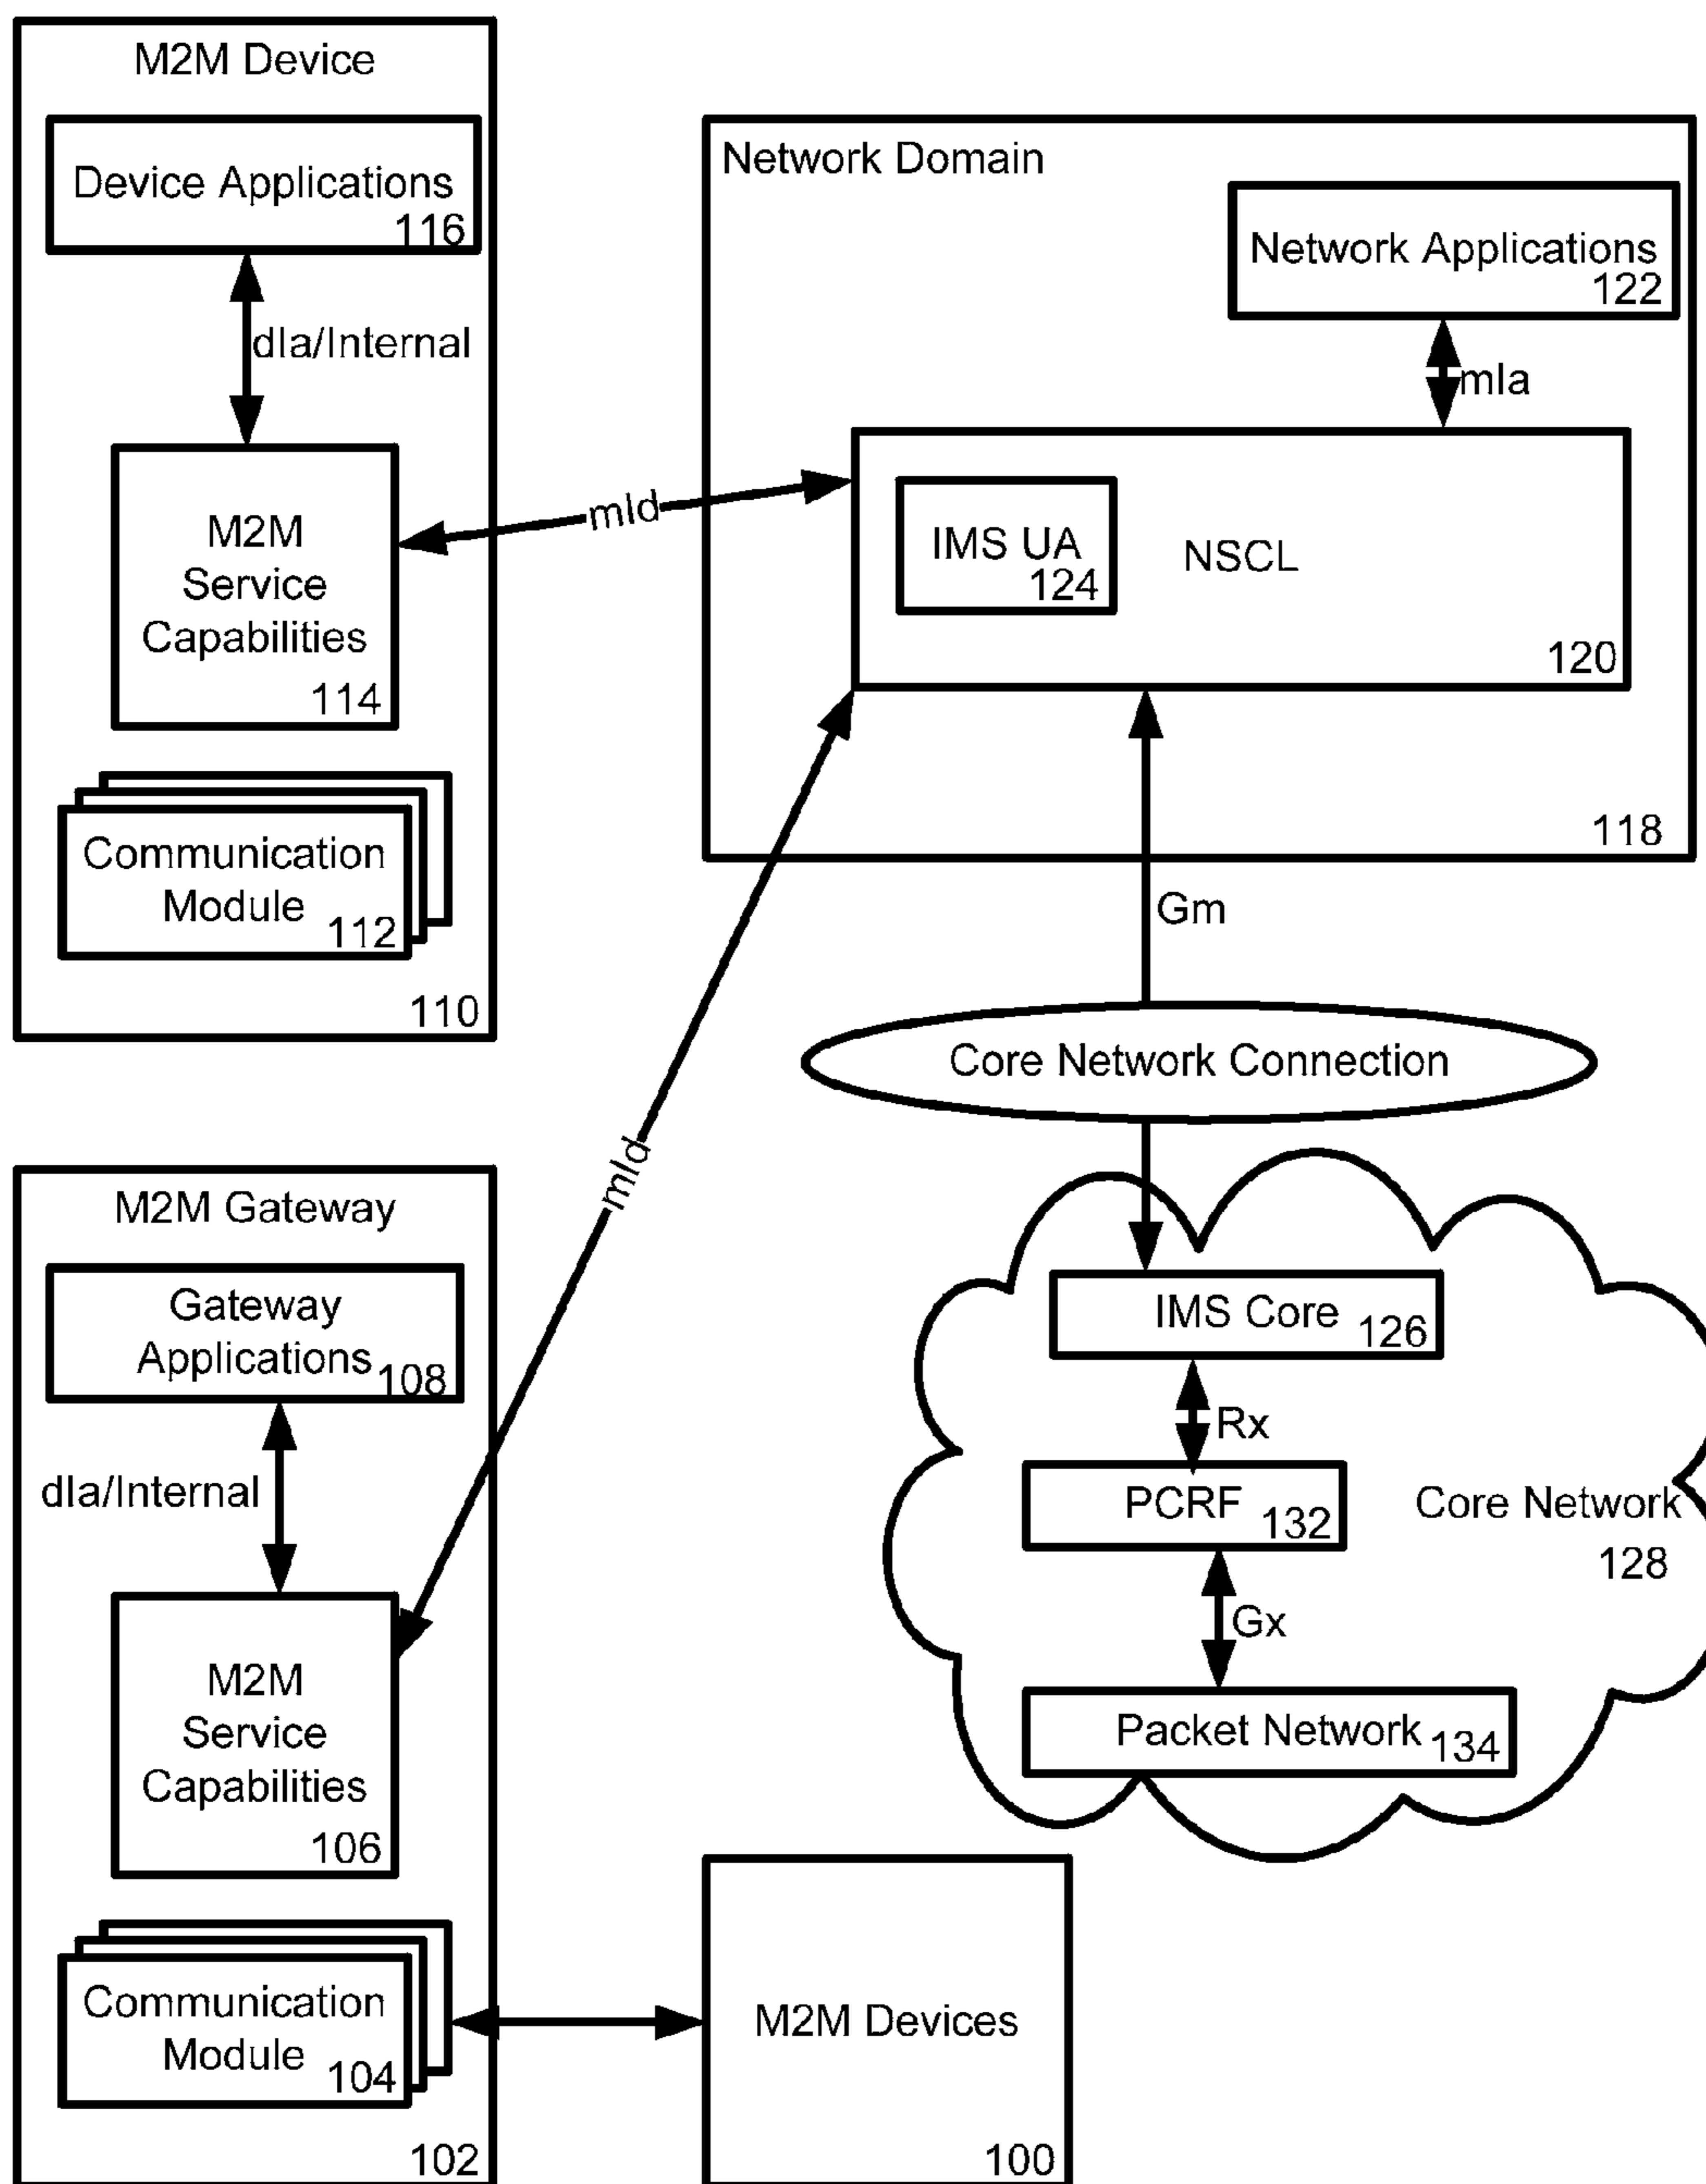 M2M Device
Device Applications
116
dIa/Internal
M2M
Service
Capabilities
114
Communication
Module
112
110
Network Domain
Network Applications
122
mIa
mId
IMS UA
124
NSCL
120
118
Gm
Core Network Connection
mId
M2M Gateway
Gateway
Applications
108
dIa/Internal
M2M
Service
Capabilities
106
Communication
Module
104
102
IMS Core
126
Rx
PCRF
132
Core Network
128
Gx
Packet Network
134
M2M Devices
100